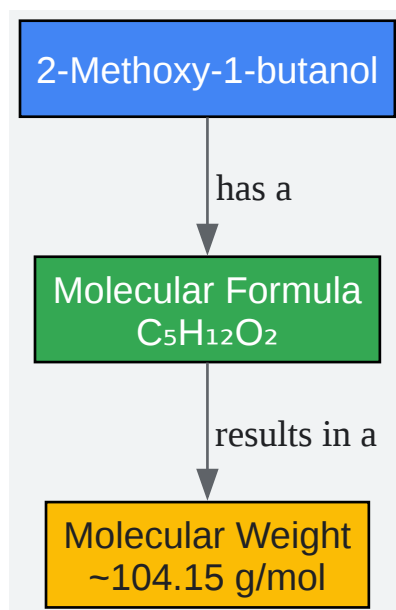 2-Methoxy-1-butanol
has a
Molecular Formula
C₅H₁₂O₂
results in a
Molecular Weight
~104.15 g/mol